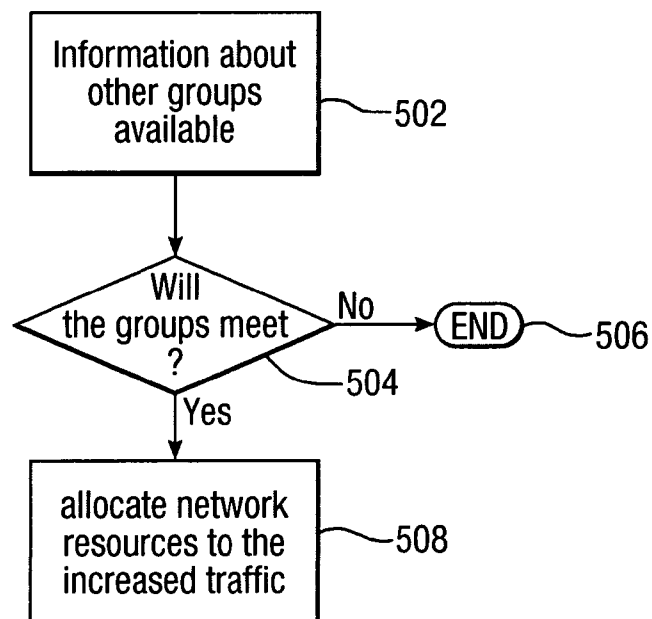 Information about
other groups
available
502
Will
the groups meet
?
No
END
506
504
Yes
allocate network
resources to the
increased traffic
508